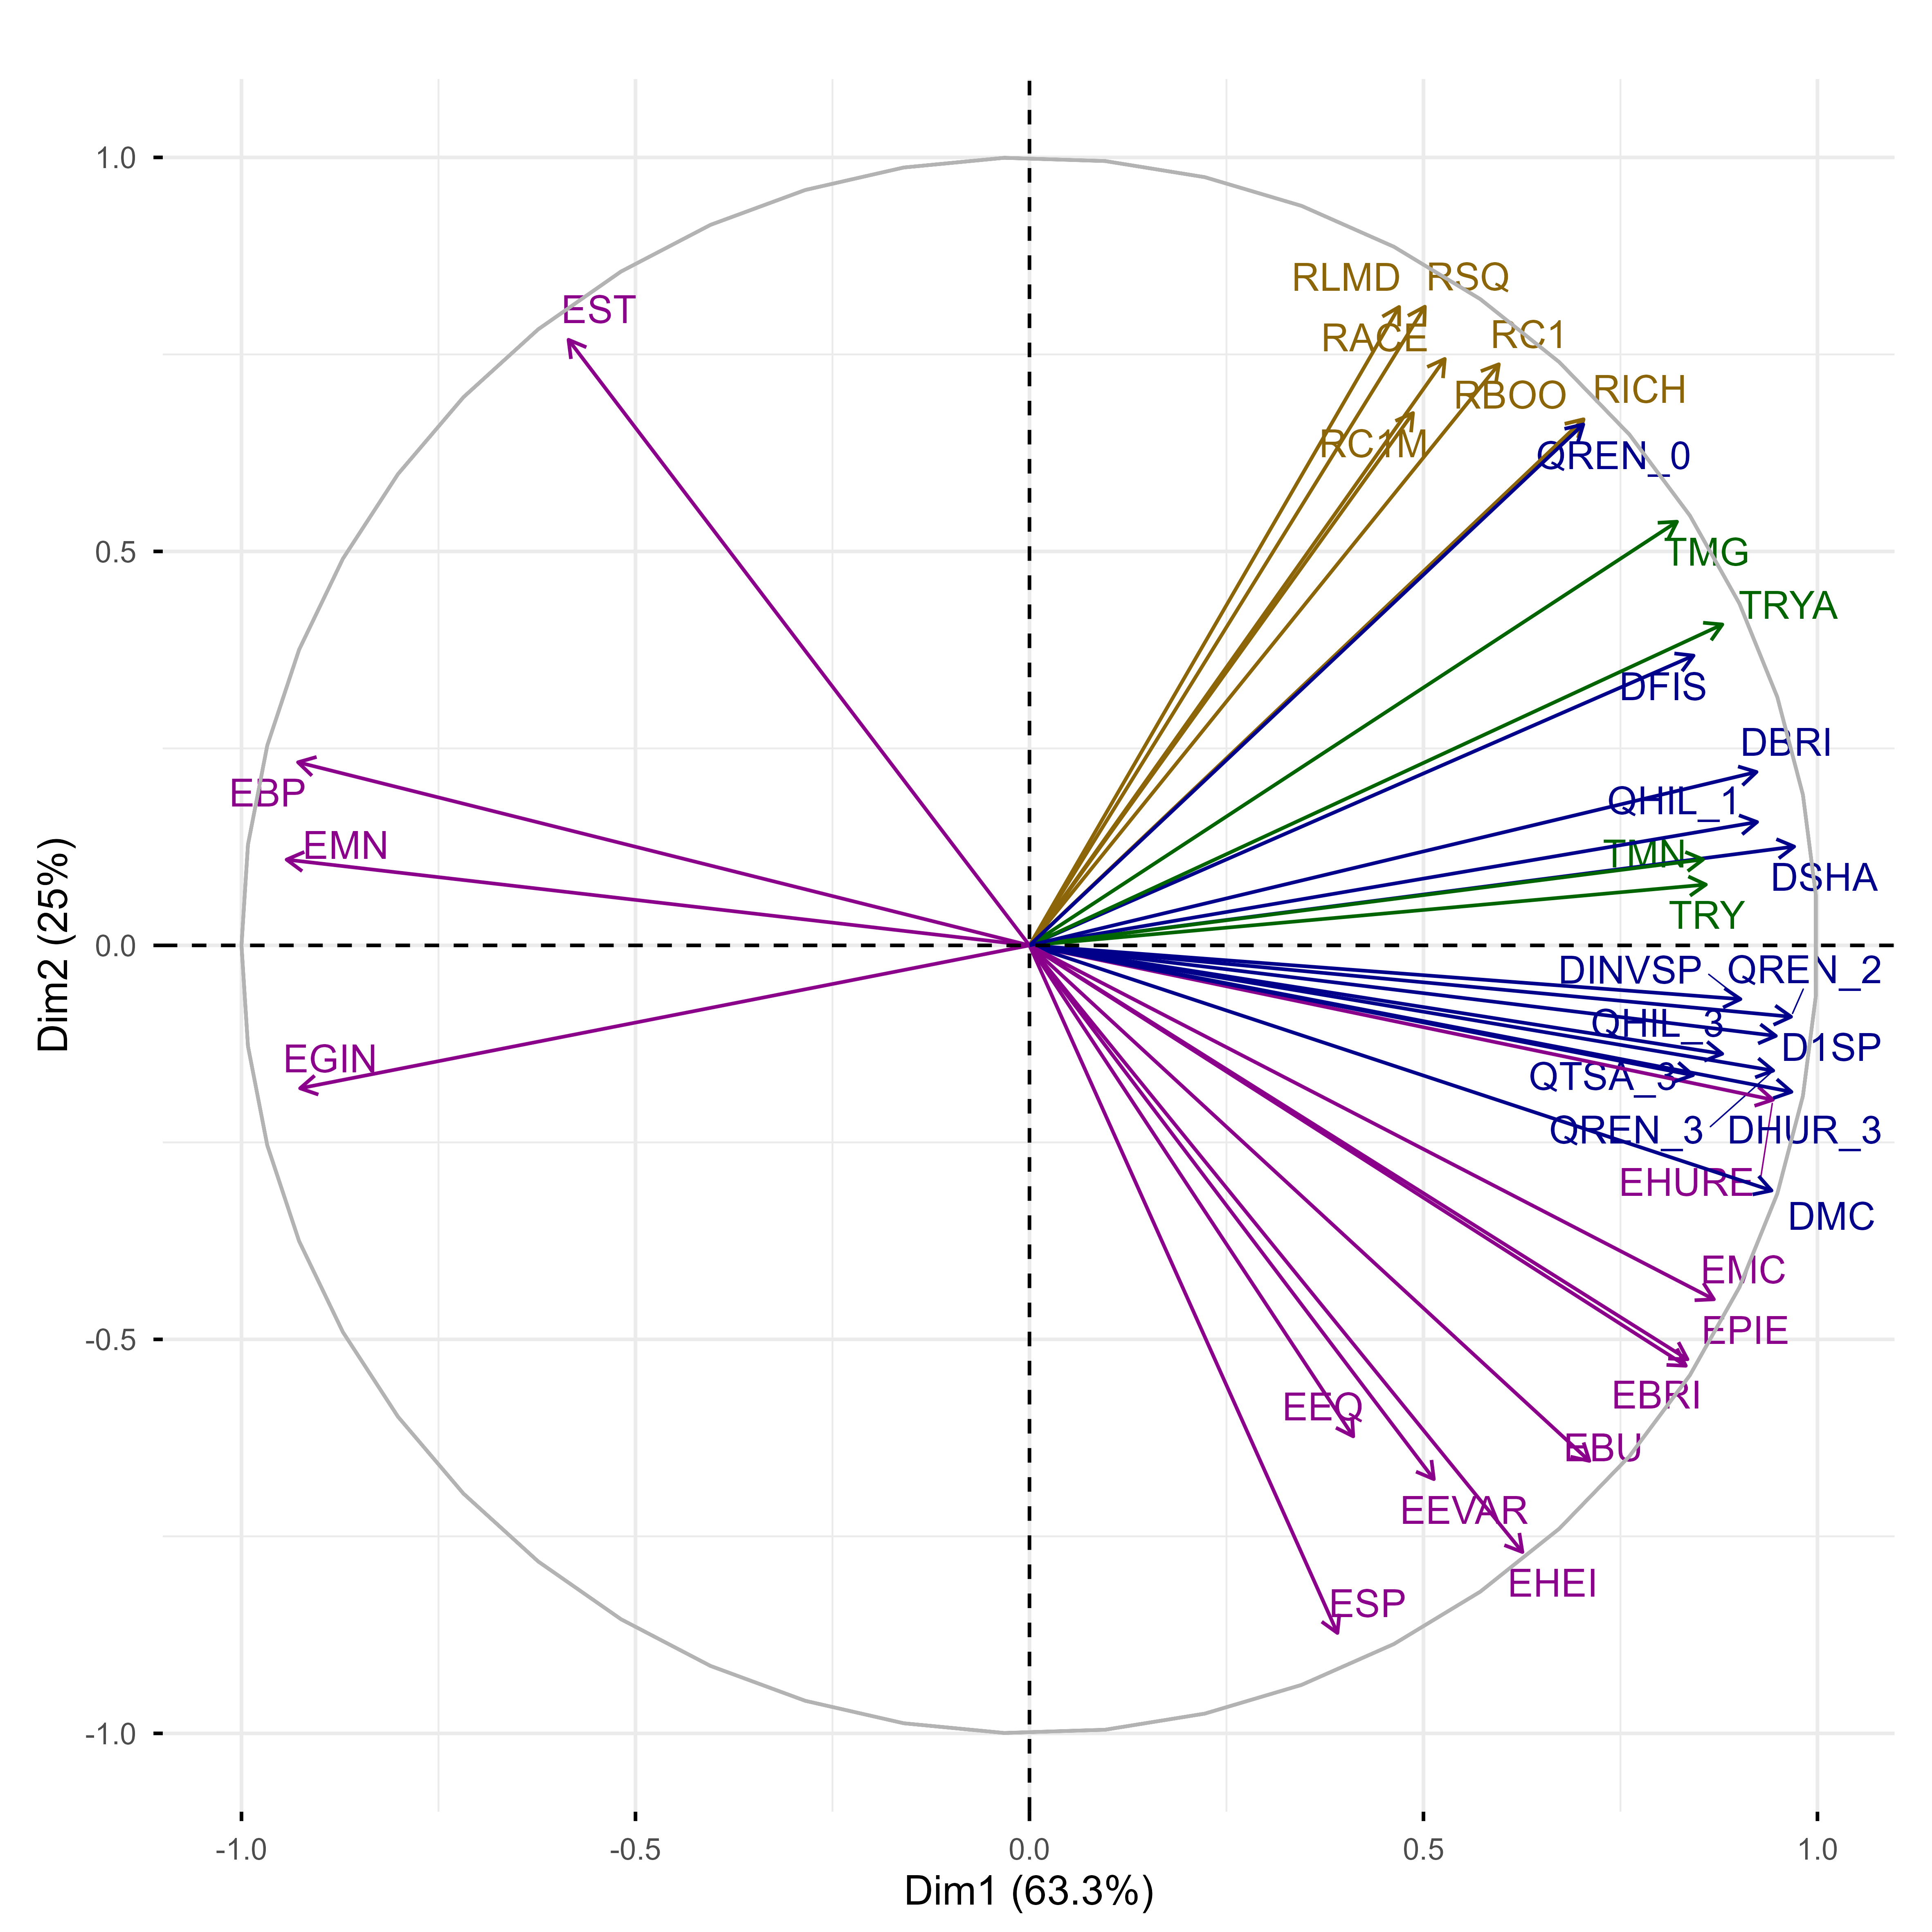 1.0
RLMD RSQ
EST
RACE RC1
RBOO RICH
RC1M QREN_0
0.5
TMG
TRYA
DFIS
DBRI
EBP
QHIL_1
EMN
TMN
DSHA
TRY
0.0
DINVSP QREN_2
QHIL_3
D1SP
EGIN
QTSA_3
QREN_3 DHUR_3
EHURE
DMC
EMC
-0.5
EPIE
EBRI
EEQ
EBU
EEVAR
EHEI
ESP
-1.0
-1.0 -0.5 0.0 0.5 1.0
Dim1 (63.3%)
Dim2 (25%)